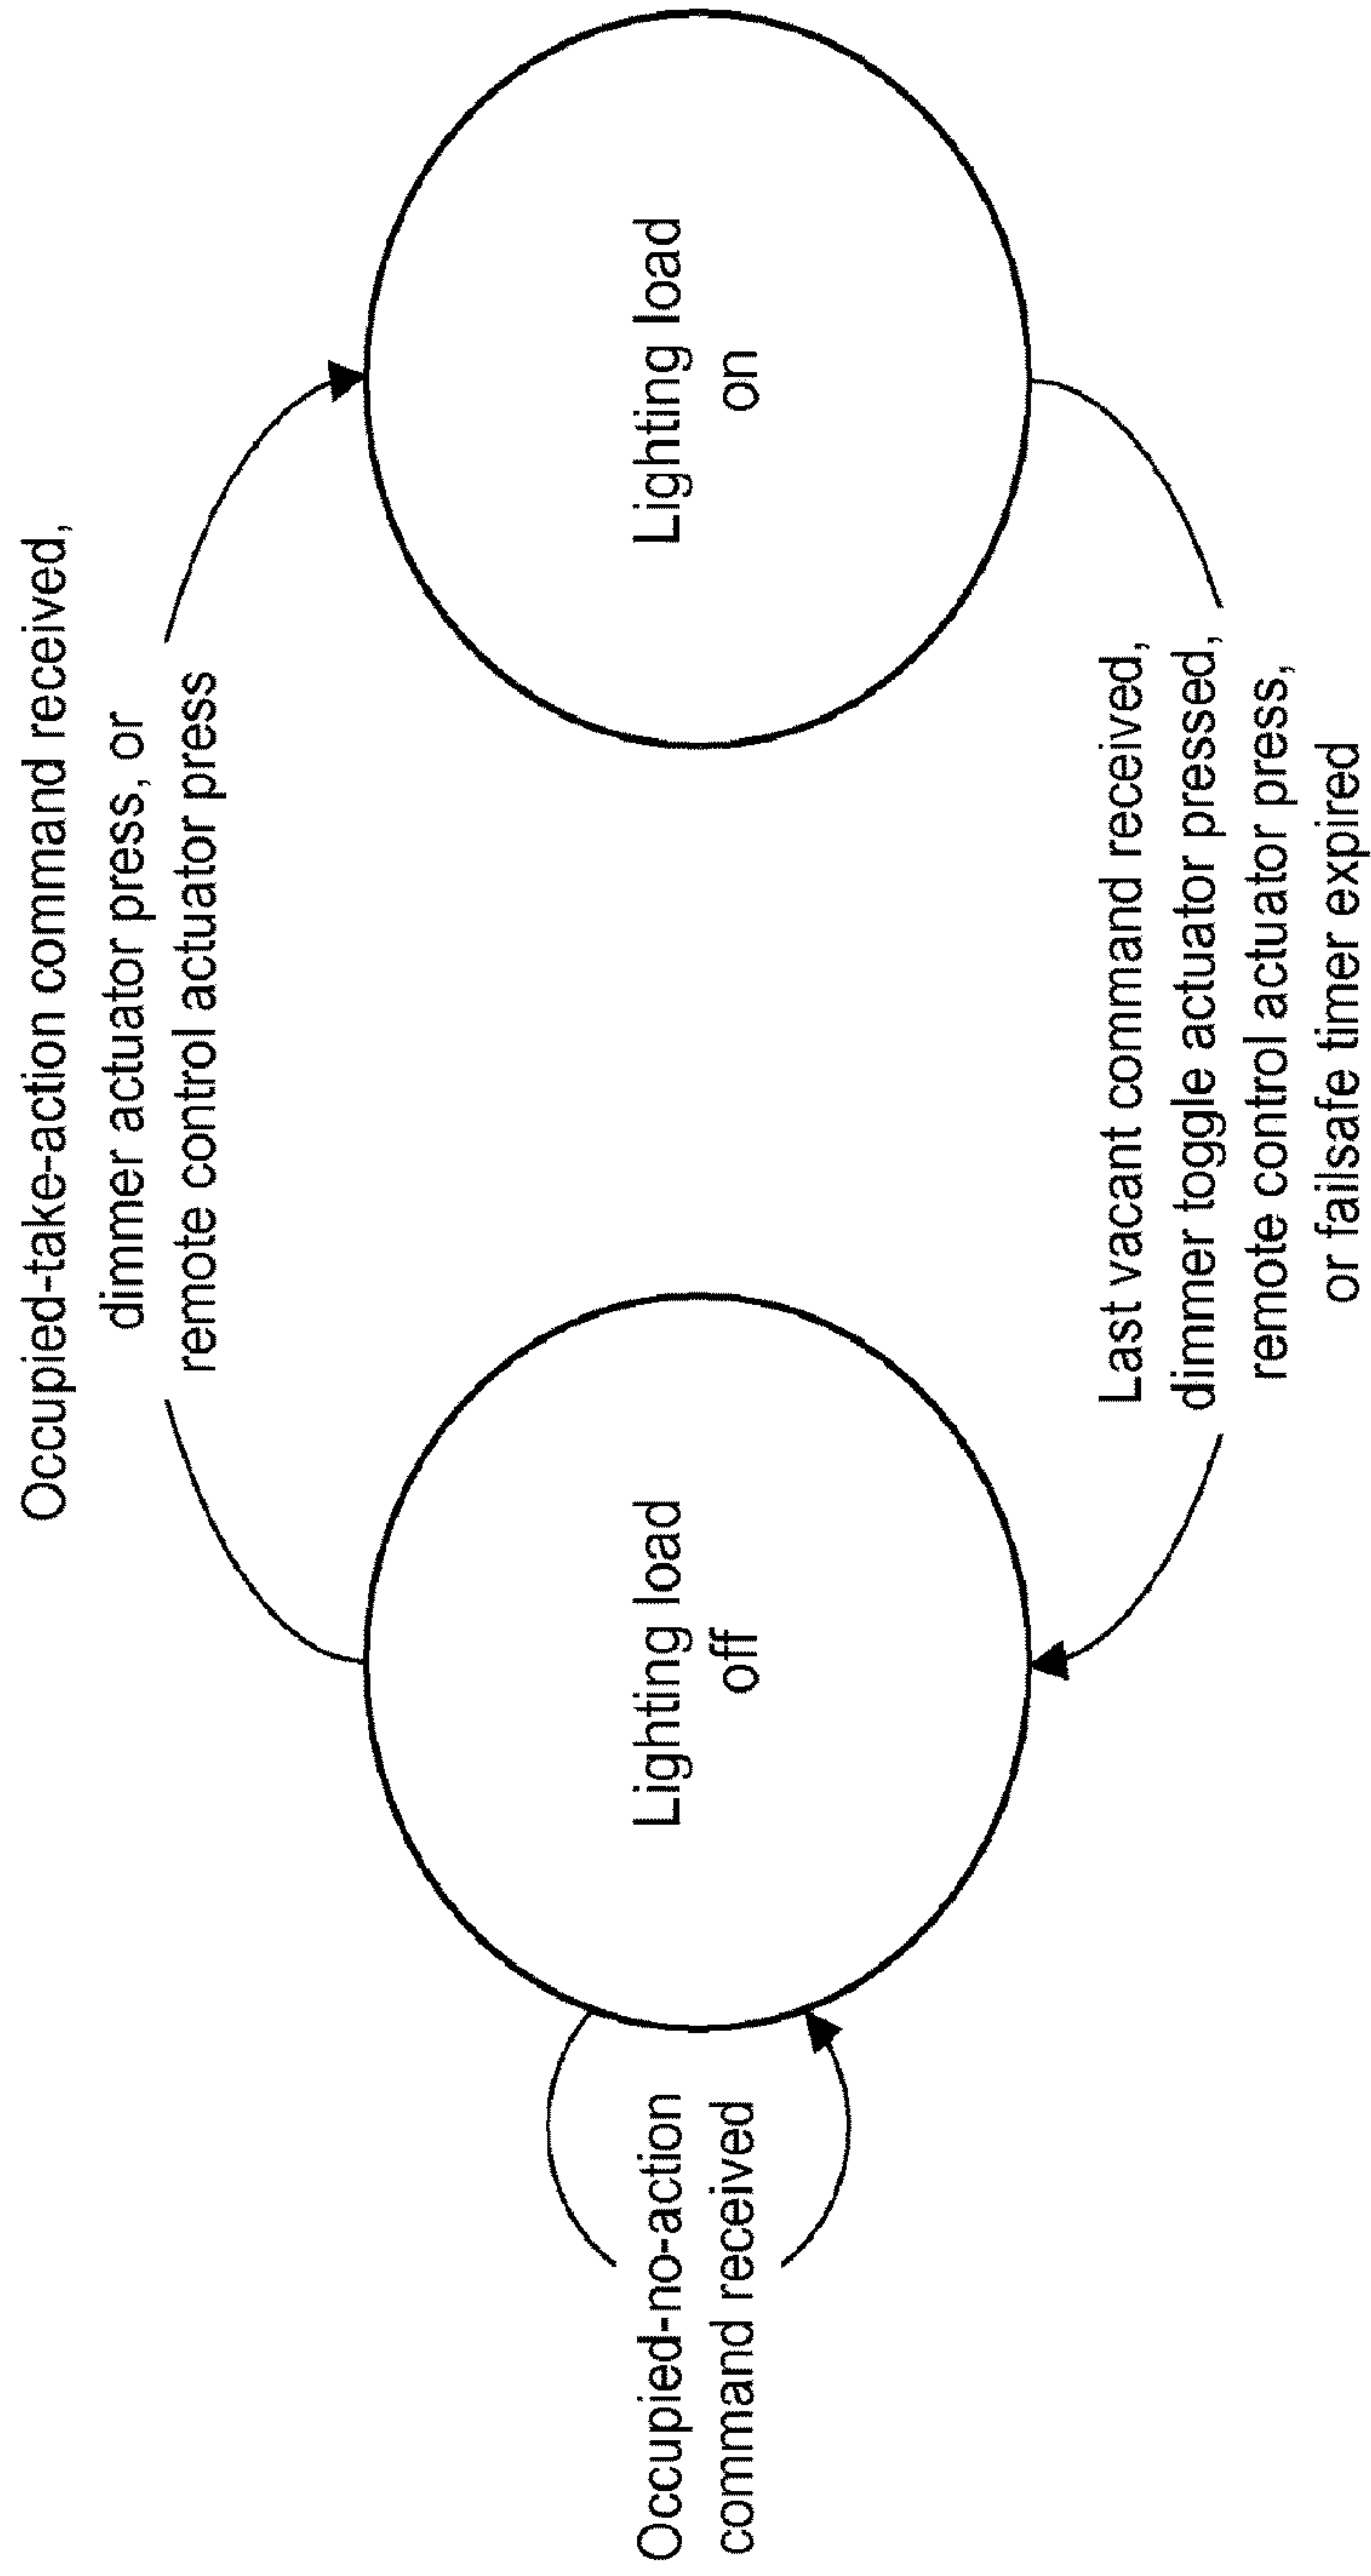 Occupied-take-action command received,
dimmer actuator press, or
remote control actuator press
Occupied-no-action
command received
Lighting load
off
Lighting load
on
Last vacant command received,
dimmer toggle actuator pressed,
remote control actuator press,
or failsafe timer expired